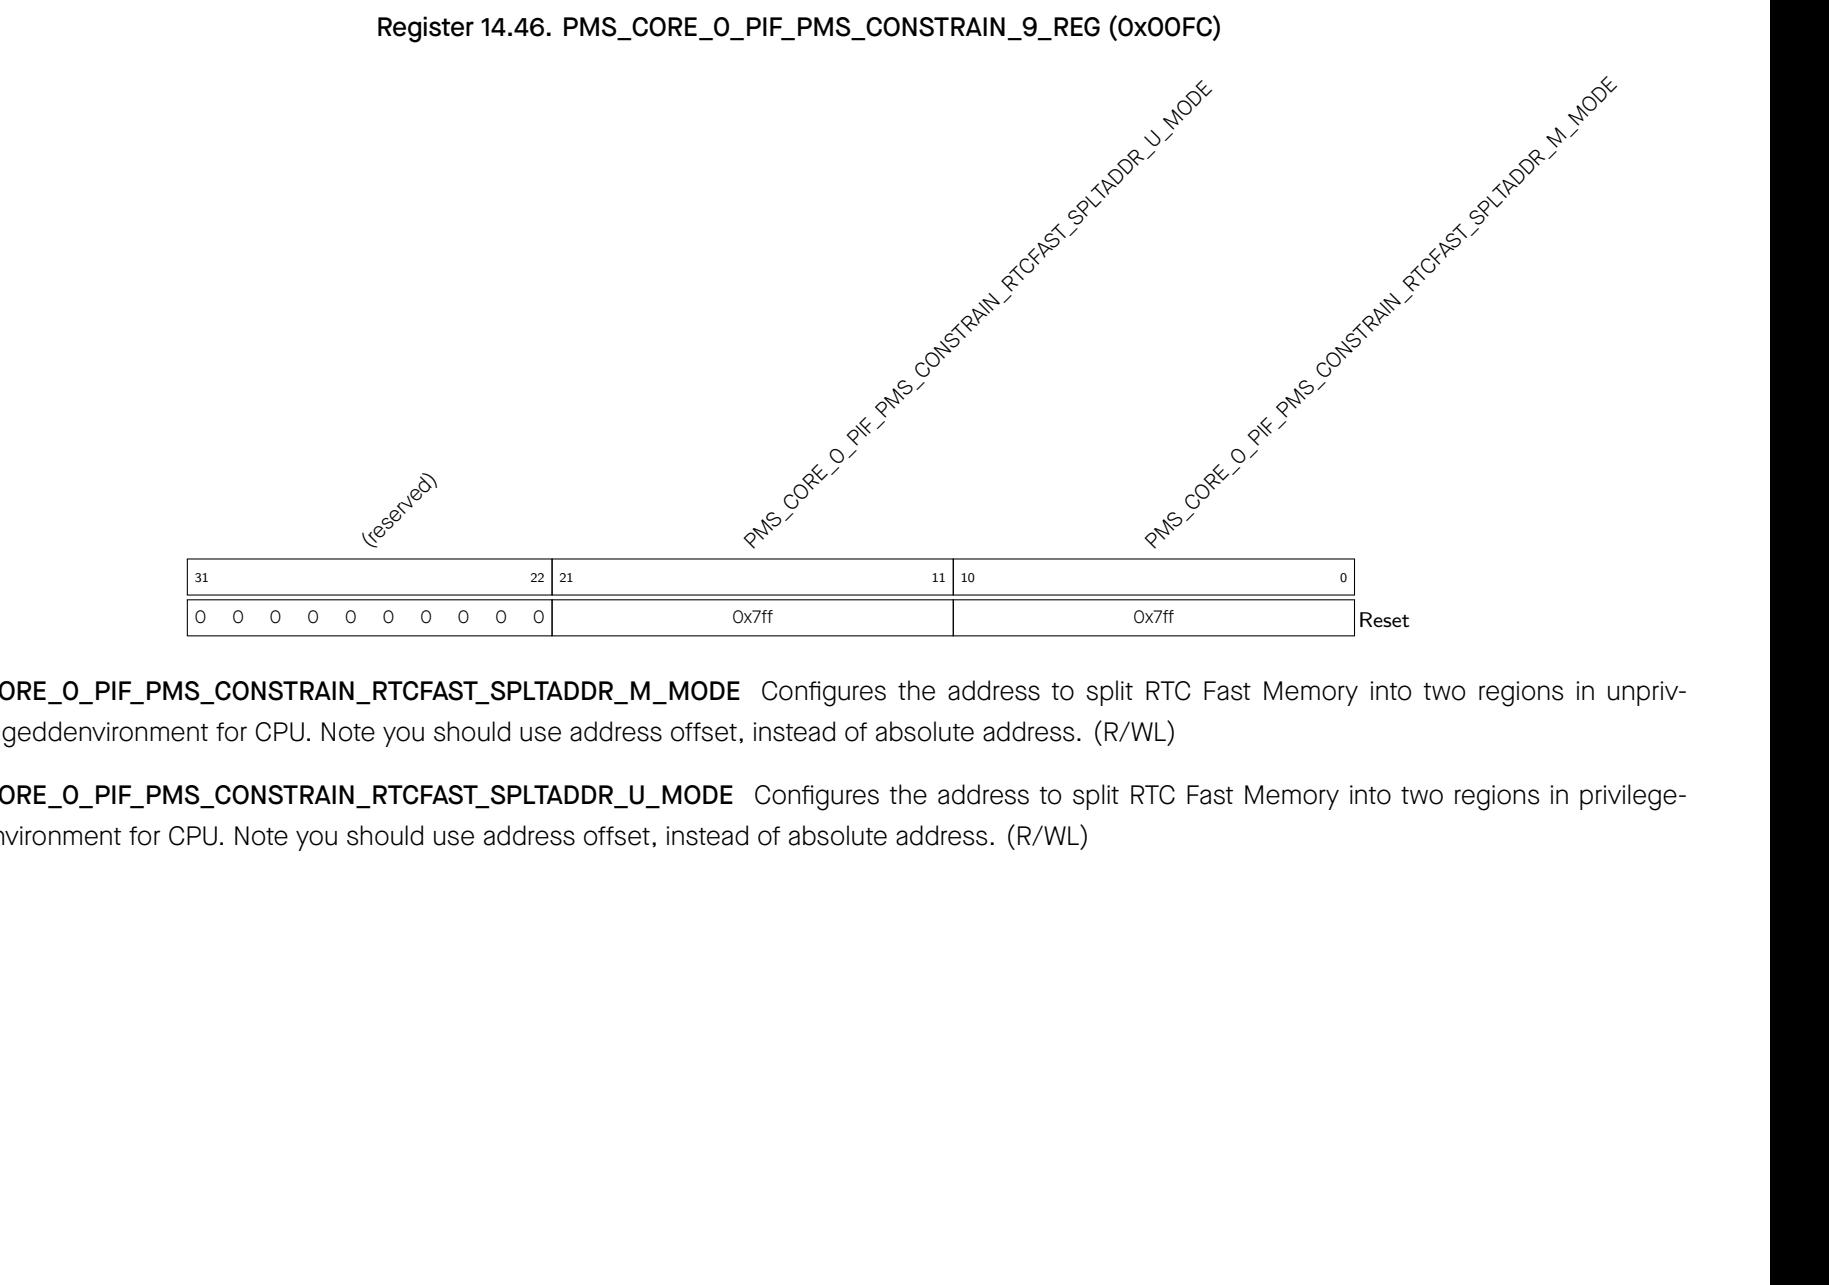 Register 14.46. PMS_CORE_0_PIF_PMS_CONSTRAIN_9_REG (0x00FC)
(reserved)
PMS_CORE_0_PIF_PMS_CONSTRAIN_RTCFAST_SPLTADDR_U_MODE
PMS_CORE_0_PIF_PMS_CONSTRAIN_RTCFAST_SPLTADDR_M_MODE
31 22 21 11 10 0
0 0 0 0 0 0 0 0 0 0 0x7ff 0x7ff Reset
ORE_0_PIF_PMS_CONSTRAIN_RTCFAST_SPLTADDR_M_MODE Configures the address to split RTC Fast Memory into two regions in unpriv-
geddenvironment for CPU. Note you should use address offset, instead of absolute address. (R/WL)
ORE_0_PIF_PMS_CONSTRAIN_RTCFAST_SPLTADDR_U_MODE Configures the address to split RTC Fast Memory into two regions in privilege-
nvironment for CPU. Note you should use address offset, instead of absolute address. (R/WL)